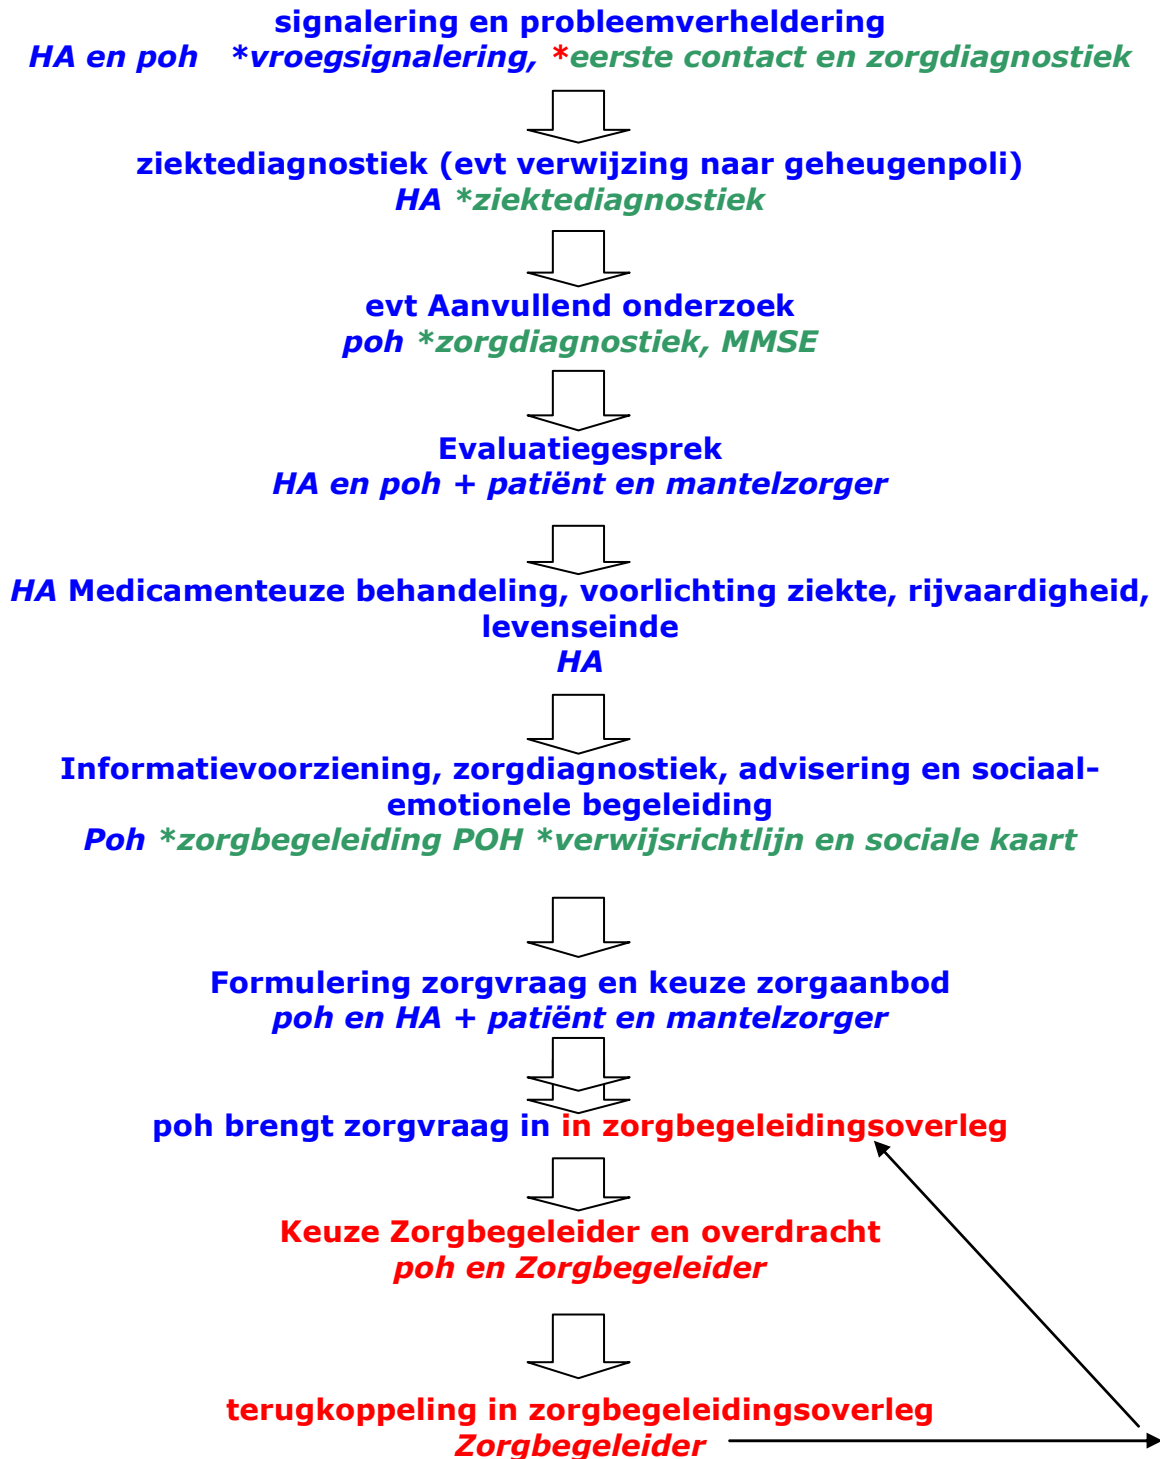 signalering en probleemverheldering
HA en poh *vroegsignalering, *eerste contact en zorgdiagnostiek
ziektediagnostiek (evt verwijzing naar geheugenpoli)
HA *ziektediagnostiek
evt Aanvullend onderzoek
poh *zorgdiagnostiek, MMSE
Evaluatiegesprek
HA en poh + patiënt en mantelzorger
HA Medicamenteuze behandeling, voorlichting ziekte, rijvaardigheid,
levenseinde
HA
Informatievoorziening, zorgdiagnostiek, advisering en sociaal-
emotionele begeleiding
Poh *zorgbegeleiding POH *verwijsrichtlijn en sociale kaart
Formulering zorgvraag en keuze zorgaanbod
poh en HA + patiënt en mantelzorger
poh brengt zorgvraag in in zorgbegeleidingsoverleg
Keuze Zorgbegeleider en overdracht
poh en Zorgbegeleider
terugkoppeling in zorgbegeleidingsoverleg
Zorgbegeleider